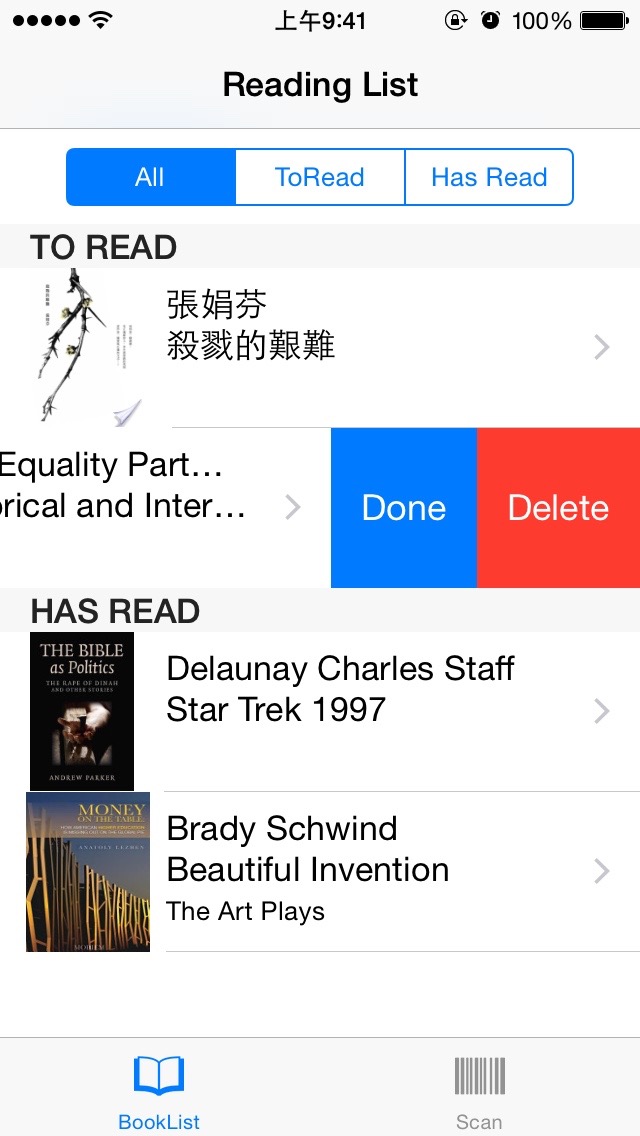 上午9:41
100%
Reading List
All
ToRead
Has Read
TO READ
張娟芬
殺戮的艱難
Equality Part...
orical and Inter...
Done
Delete
HAS READ
THE BIBLE
as Politics
THE RAPE OF DINAH
AND OTHER STORIES
ANDREW PARKER
Delaunay Charles Staff
Star Trek 1997
MONEY
ON THE TABLE
Brady Schwind
Beautiful Invention
The Art Plays
BookList
Scan